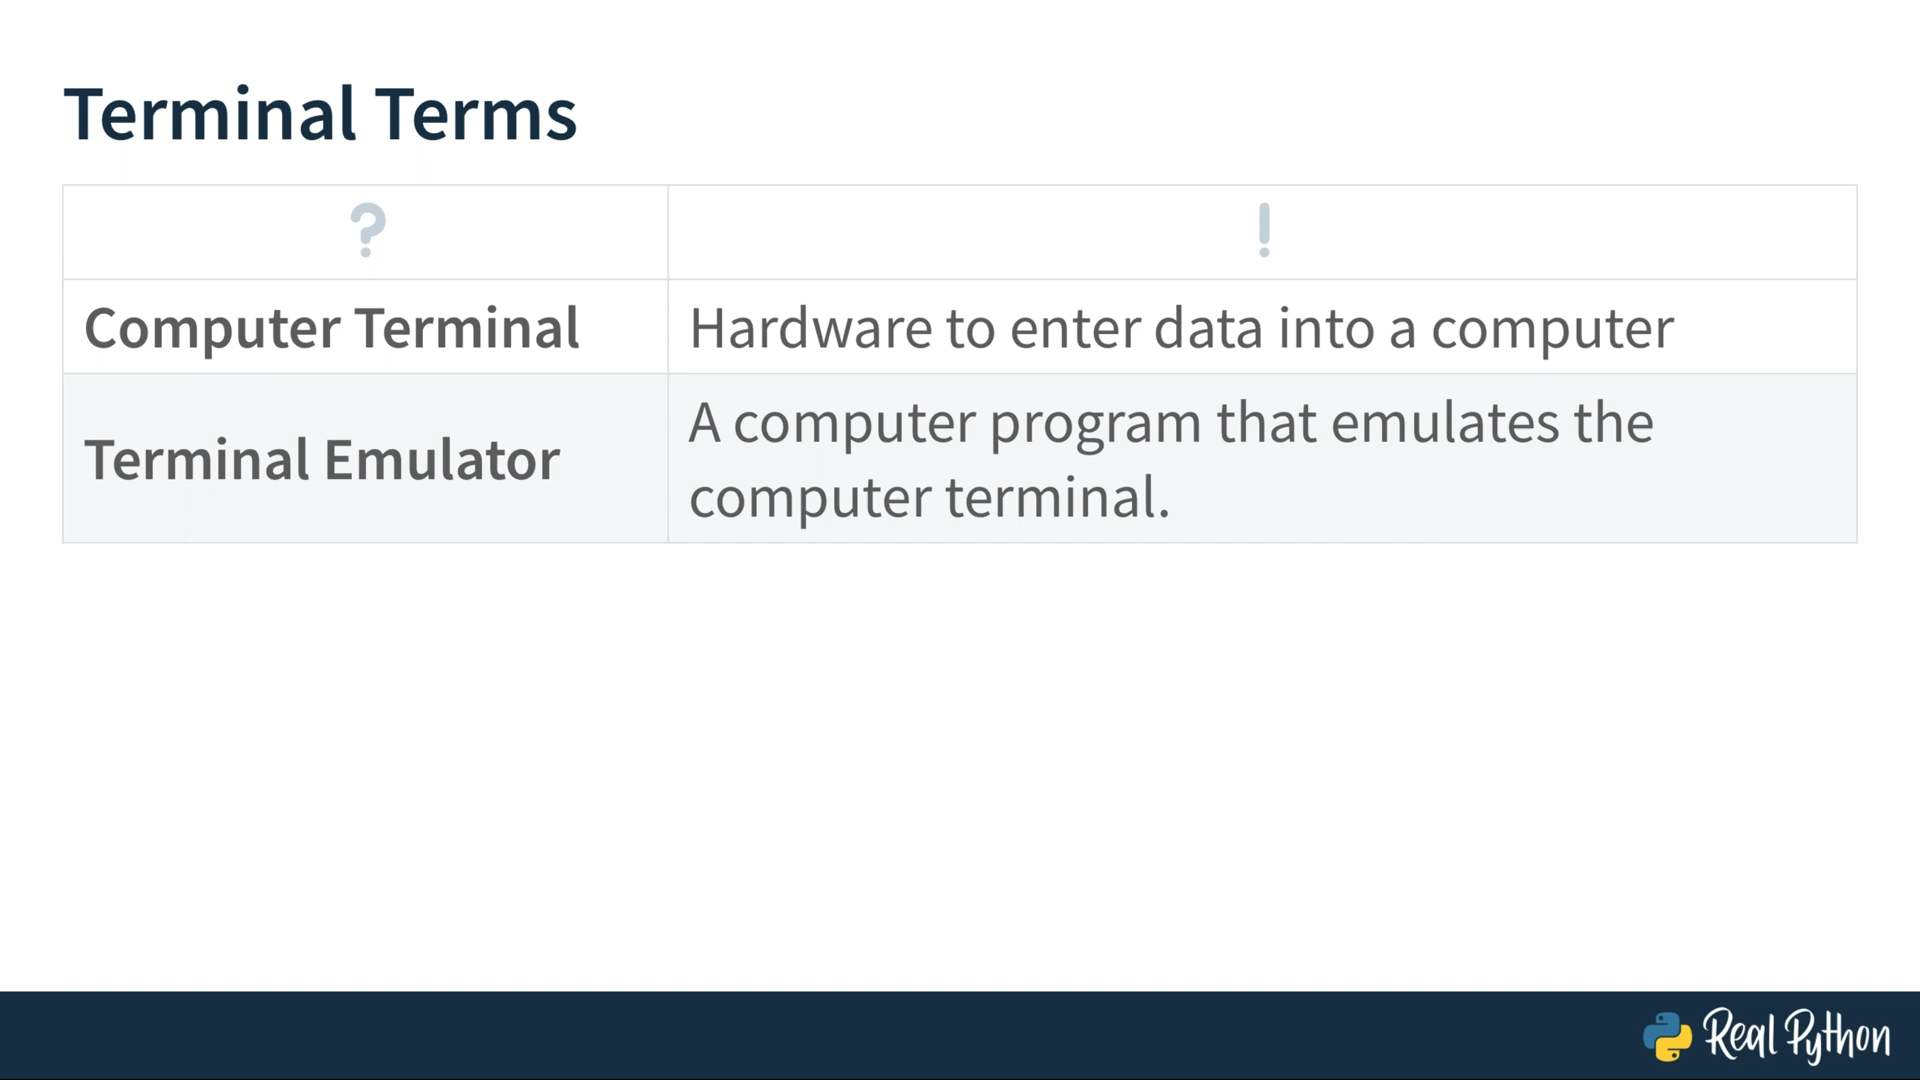 Terminal Terms
? !
Computer Terminal Hardware to enter data into a computer
Terminal Emulator A computer program that emulates the
computer terminal.
Real Python